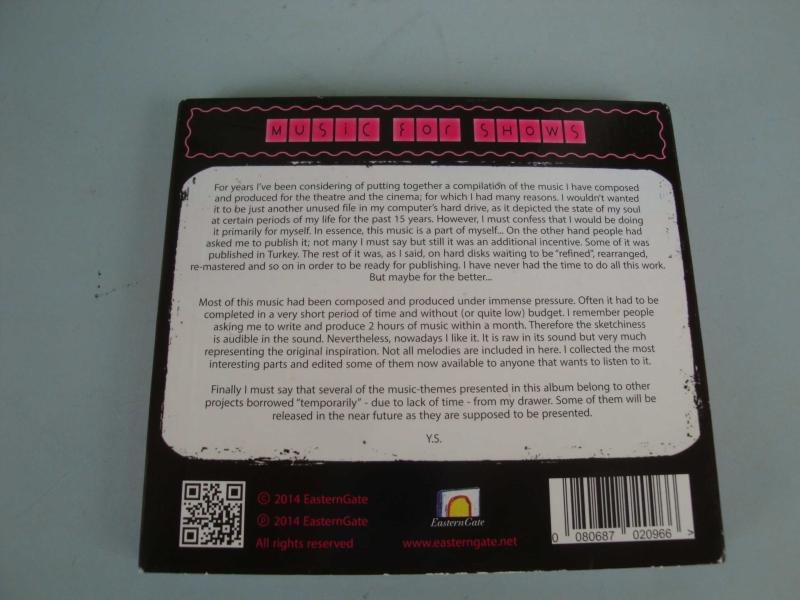 MUSIC FOR SHOWS
For years I've been considering of putting together a compilation of the music I have composed
and produced for the theatre and the cinema; for which I had many reasons. I wouldn't wanted
it to be just another unused file in my computer's hard drive, as it depicted the state of my soul
at certain periods of my life for the past 15 years. However, I must confess that I would be doing
it primarily for myself. In essence, this music is a part of myself... On the other hand people had
asked me to publish it; not many I must say but still it was an additional incentive. Some of it was
published in Turkey. The rest of it was, as I said, on hard disks waiting to be "refined", rearranged,
re-mastered and so on in order to be ready for publishing. I have never had the time to do all this work.
But maybe for the better...
Most of this music had been composed and produced under immense pressure. Often it had to be
completed in a very short period of time and without (or quite low) budget. I remember people
asking me to write and produce 2 hours of music within a month. Therefore the sketchiness
is audible in the sound. Nevertheless, nowadays I like it. It is raw in its sound but very much
representing the original inspiration. Not all melodies are included in here. I collected the most
interesting parts and edited some of them now available to anyone that wants to listen to it.
Finally I must say that several of the music-themes presented in this album belong to other
projects borrowed "temporarily" - due to lack of time - from my drawer. Some of them will be
released in the near future as they are supposed to be presented.
Y.S.
© 2014 EasternGate
℗ 2014 EasternGate
All rights reserved
EasternGate
www.easterngate.net
0 080687 020966 >